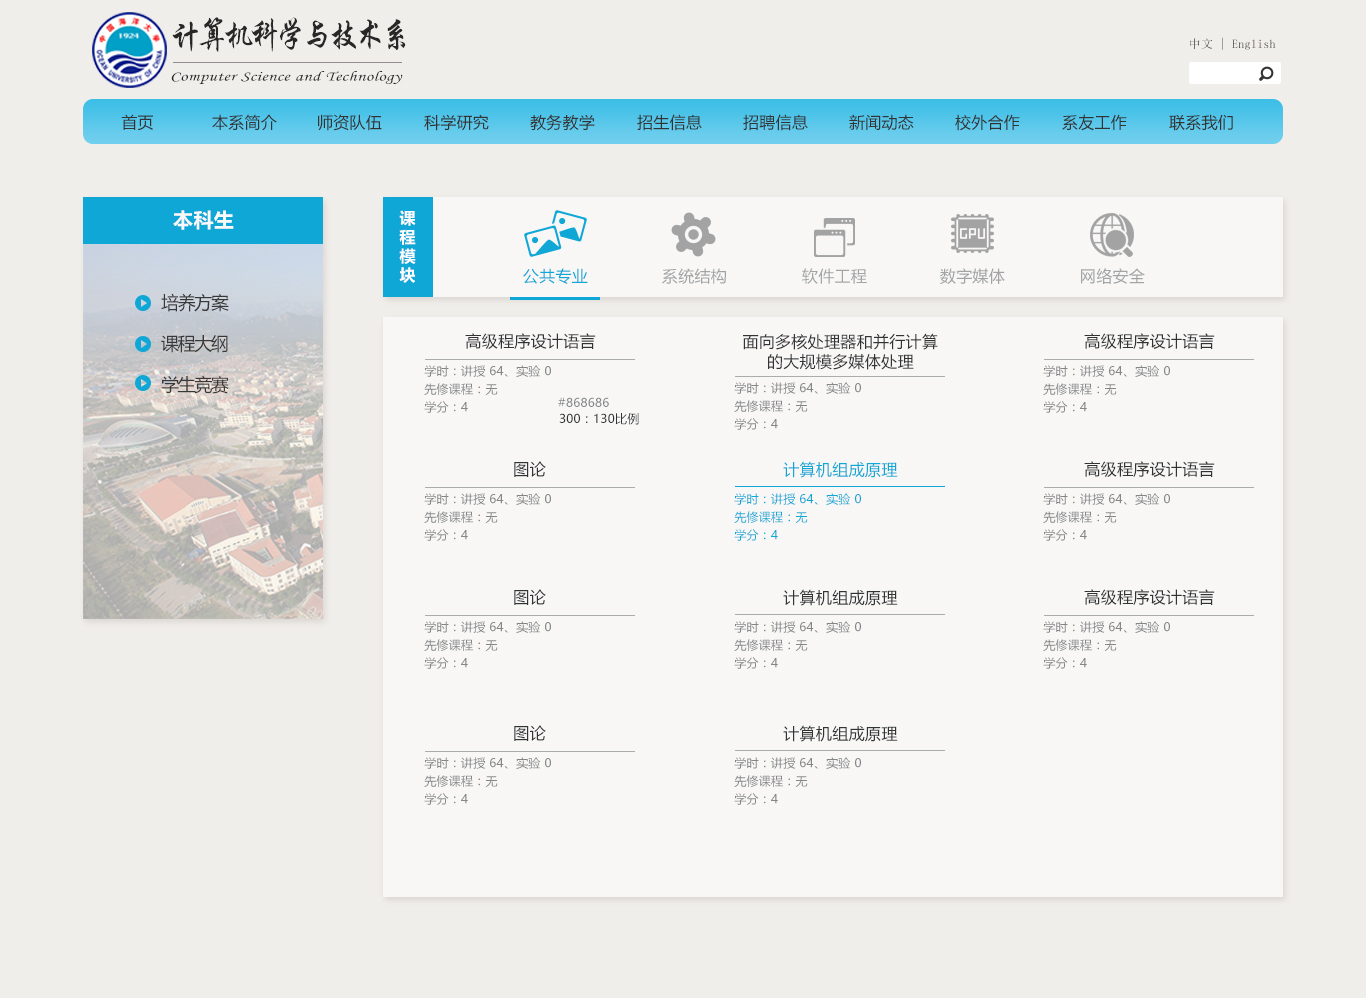 中國海洋大學
1924
OCEAN UNIVERSITY OF CHINA
计算机科学与技术系
Computer Science and Technology
中文 | English
首页 本系简介 师资队伍 科学研究 教务教学 招生信息 招聘信息 新闻动态 校外合作 系友工作 联系我们
本科生
培养方案
课程大纲
学生竞赛
课程模块
公共专业 系统结构 软件工程 GPU 数字媒体 网络安全
高级程序设计语言
学时：讲授 64、实验 0
先修课程：无
学分：4
#868686
300：130比例
面向多核处理器和并行计算
的大规模多媒体处理
学时：讲授 64、实验 0
先修课程：无
学分：4
高级程序设计语言
学时：讲授 64、实验 0
先修课程：无
学分：4
图论
学时：讲授 64、实验 0
先修课程：无
学分：4
计算机组成原理
学时：讲授 64、实验 0
先修课程：无
学分：4
高级程序设计语言
学时：讲授 64、实验 0
先修课程：无
学分：4
图论
学时：讲授 64、实验 0
先修课程：无
学分：4
计算机组成原理
学时：讲授 64、实验 0
先修课程：无
学分：4
高级程序设计语言
学时：讲授 64、实验 0
先修课程：无
学分：4
图论
学时：讲授 64、实验 0
先修课程：无
学分：4
计算机组成原理
学时：讲授 64、实验 0
先修课程：无
学分：4